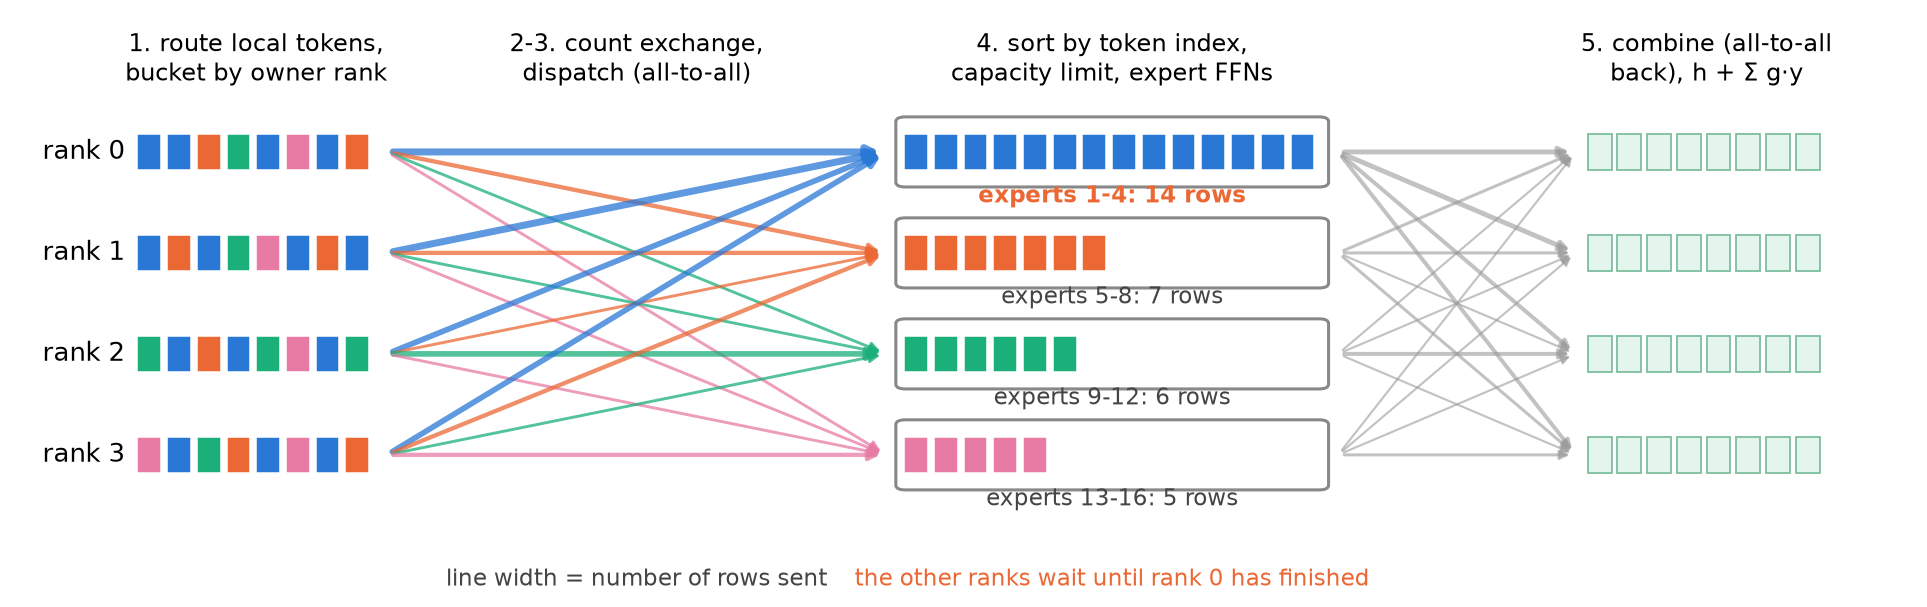 1. route local tokens,
bucket by owner rank
2-3. count exchange,
dispatch (all-to-all)
4. sort by token index,
capacity limit, expert FFNs
5. combine (all-to-all
back), h + Σ g·y
rank 0
experts 1-4: 14 rows
rank 1
experts 5-8: 7 rows
rank 2
experts 9-12: 6 rows
rank 3
experts 13-16: 5 rows
line width = number of rows sent
the other ranks wait until rank 0 has finished